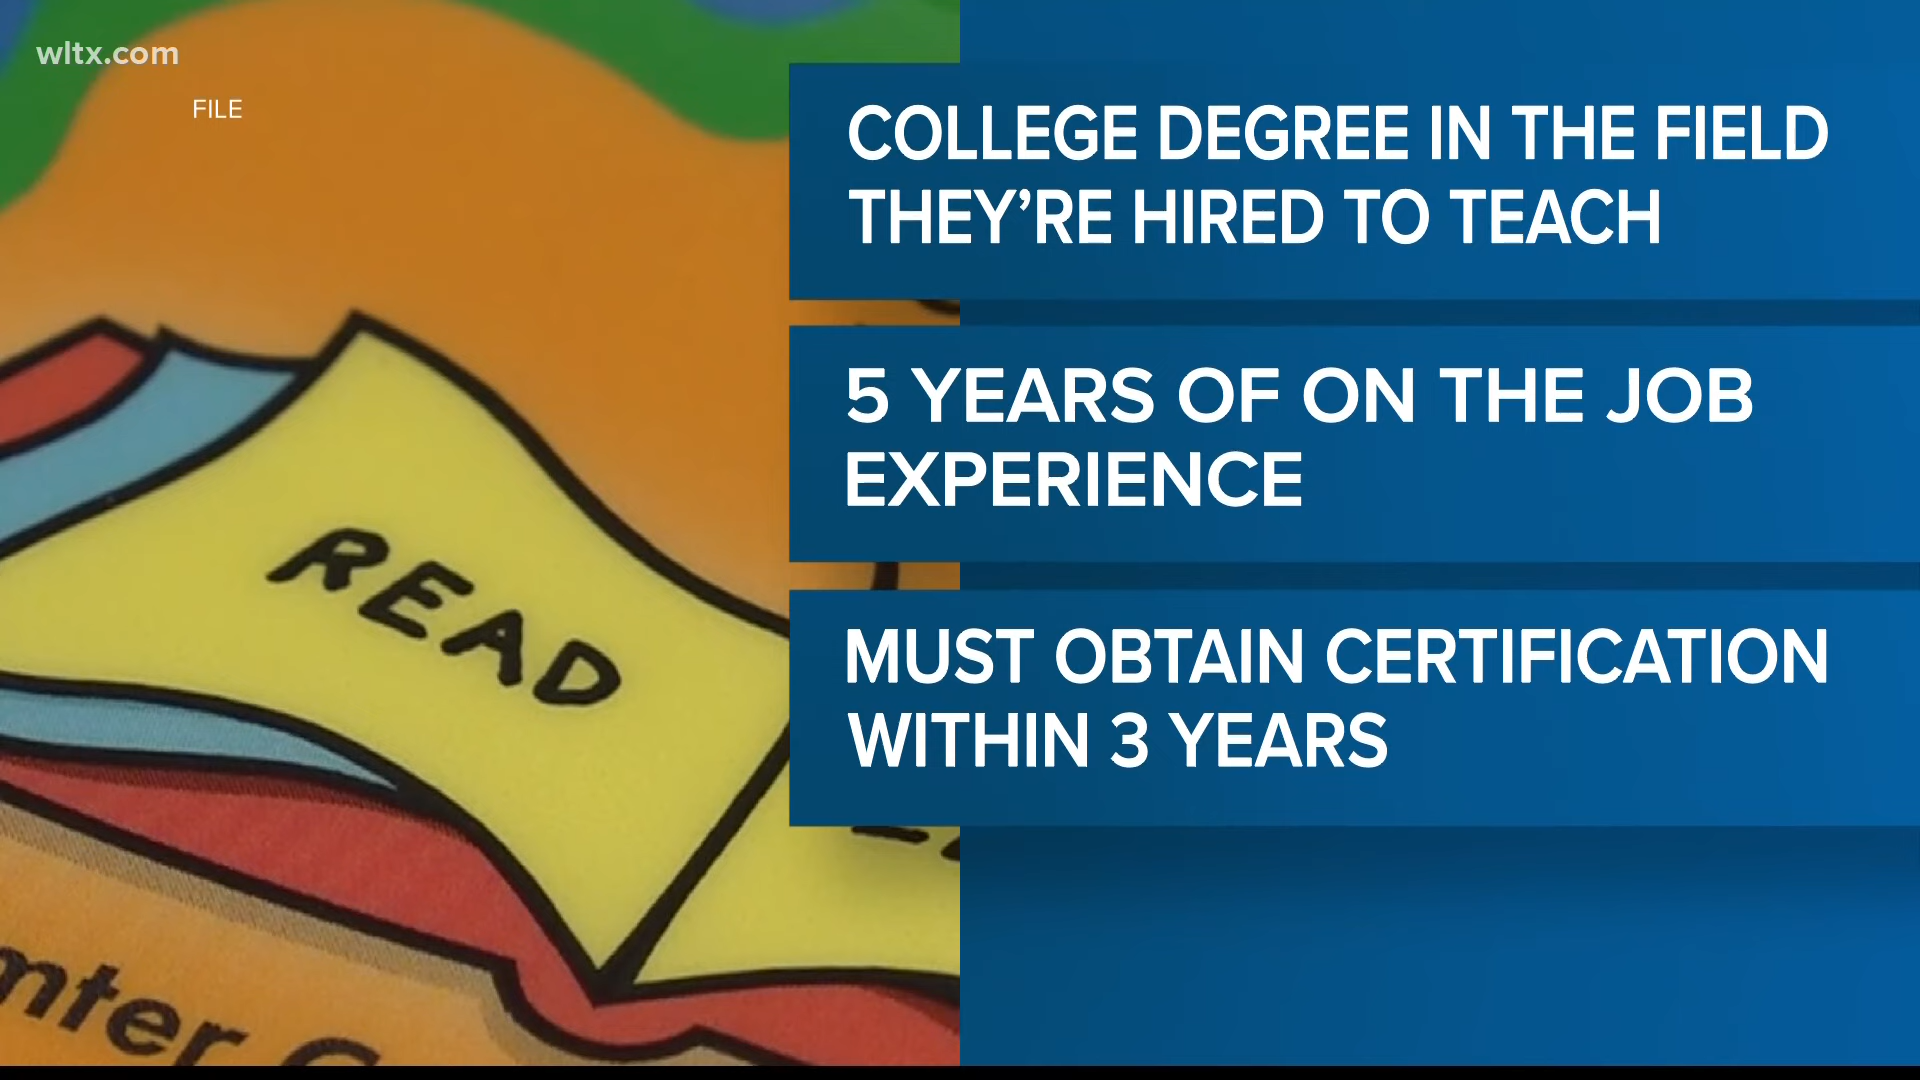 wltx.com
FILE
COLLEGE DEGREE IN THE FIELD
THEY’RE HIRED TO TEACH
5 YEARS OF ON THE JOB
EXPERIENCE
MUST OBTAIN CERTIFICATION
WITHIN 3 YEARS
READ